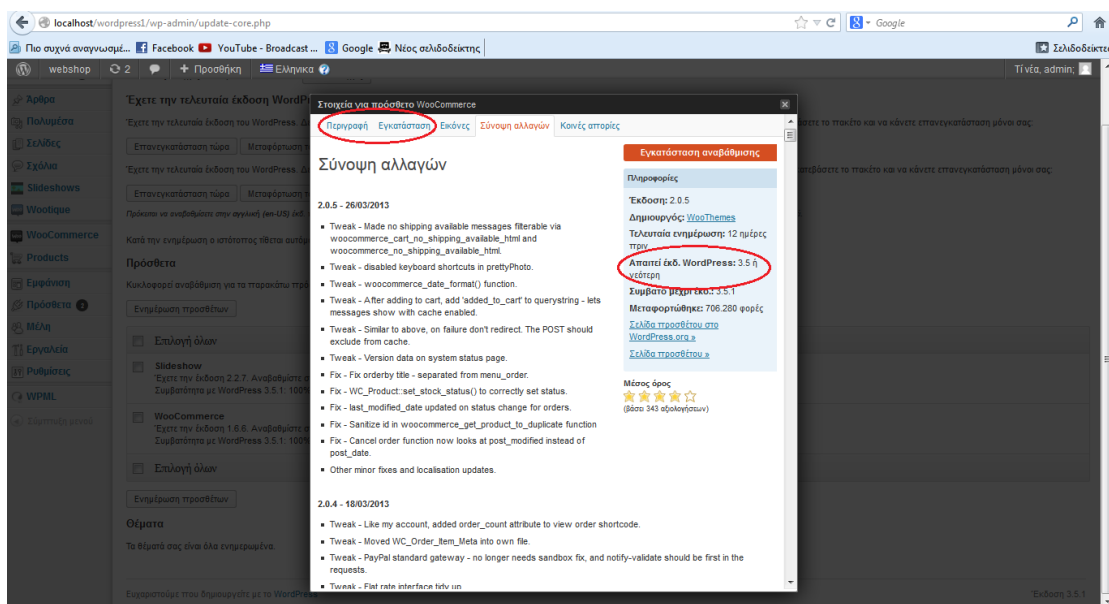 localhost/wordpress1/wp-admin/update-core.php
Google
Πιο συχνά αναγνωσμέ... Facebook YouTube - Broadcast ... Google Νέος σελιδοδείκτης
Σελιδοδείκτες
webshop 2 + Προσθήκη Ελληνικα
Τί νέα, admin;
Άρθρα
Πολυμέσα
Σελίδες
Σχόλια
Slideshows
Wootique
WooCommerce
Products
Εμφάνιση
Πρόσθετα
Μέλη
Εργαλεία
Ρυθμίσεις
WPML
Σύμπτυξη μενού
Έχετε την τελευταία έκδοση WordP
Έχετε την τελευταία έκδοση του WordPress.
Επανεγκατάσταση τώρα
Έχετε την τελευταία έκδοση του WordPress.
Επανεγκατάσταση τώρα
Πρόσθετα
Ενημέρωση προσθέτων
Επιλογή όλων
Slideshow
Έχετε την έκδοση 2.2.7. Αναβαθμίστε σ
Συμβατότητα με WordPress 3.5.1: 100%
WooCommerce
Έχετε την έκδοση 1.6.6. Αναβαθμίστε σ
Συμβατότητα με WordPress 3.5.1: 100%
Επιλογή όλων
Ενημέρωση προσθέτων
Θέματα
Τα θέματά σας είναι όλα ενημερωμένα.
Ευχαριστούμε που δημιουργείτε με το WordPress
Έκδοση 3.5.1
Στοιχεία για πρόσθετο WooCommerce
Περιγραφή Εγκατάσταση Εικόνες Σύνοψη αλλαγών Κοινές απορίες
Σύνοψη αλλαγών
2.0.5 - 26/03/2013
Tweak - Made no shipping available messages filterable via
woocommerce_cart_no_shipping_available_html and
woocommerce_no_shipping_available_html.
Tweak - disabled keyboard shortcuts in prettyPhoto.
Tweak - woocommerce_date_format() function.
Tweak - After adding to cart, add 'added_to_cart' to querystring - lets
messages show with cache enabled.
Tweak - Similar to above, on failure don't redirect. The POST should
exclude from cache.
Tweak - Version data on system status page.
Fix - Fix orderby title - separated from menu_order.
Fix - WC_Product::set_stock_status() to correctly set status.
Fix - last_modified_date updated on status change for orders.
Fix - Sanitize id in woocommerce_get_product_to_duplicate function
Fix - Cancel order function now looks at post_modified instead of
post_date.
Other minor fixes and localisation updates.
2.0.4 - 18/03/2013
Tweak - Like my account, added order_count attribute to view order shortcode.
Tweak - Moved WC_Order_Item_Meta into own file.
Tweak - PayPal standard gateway - no longer needs sandbox fix, and notify-validate should be first in the
requests.
Tweak - Flat rate interface tidy up
Εγκατάσταση αναβάθμισης
Πληροφορίες
Έκδοση: 2.0.5
Δημιουργός: WooThemes
Τελευταία ενημέρωση: 12 ημέρες
πριν
Απαιτεί έκδ. WordPress: 3.5 ή
νεότερη
Συμβατό μέχρι έκδ.: 3.5.1
Μεταφορτώθηκε: 706.280 φορές
Σελίδα προσθέτου στο
WordPress.org »
Σελίδα προσθέτου »
Μέσος όρος
(βάσει 343 αξιολογήσεων)